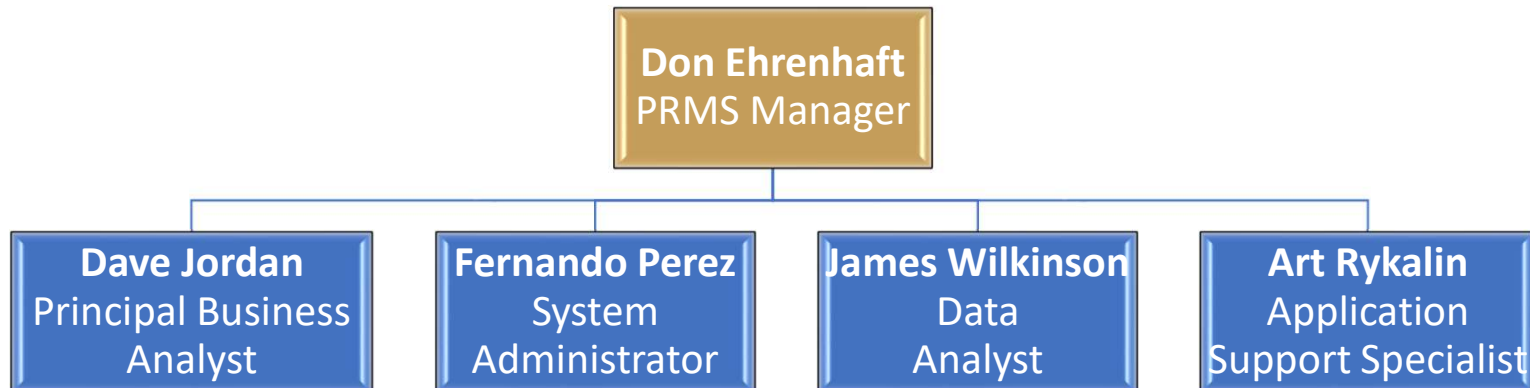 Don Ehrenhaft
PRMS Manager
Dave Jordan
Principal Business
Analyst
Fernando Perez
System
Administrator
James Wilkinson
Data
Analyst
Art Rykalin
Application
Support Specialist